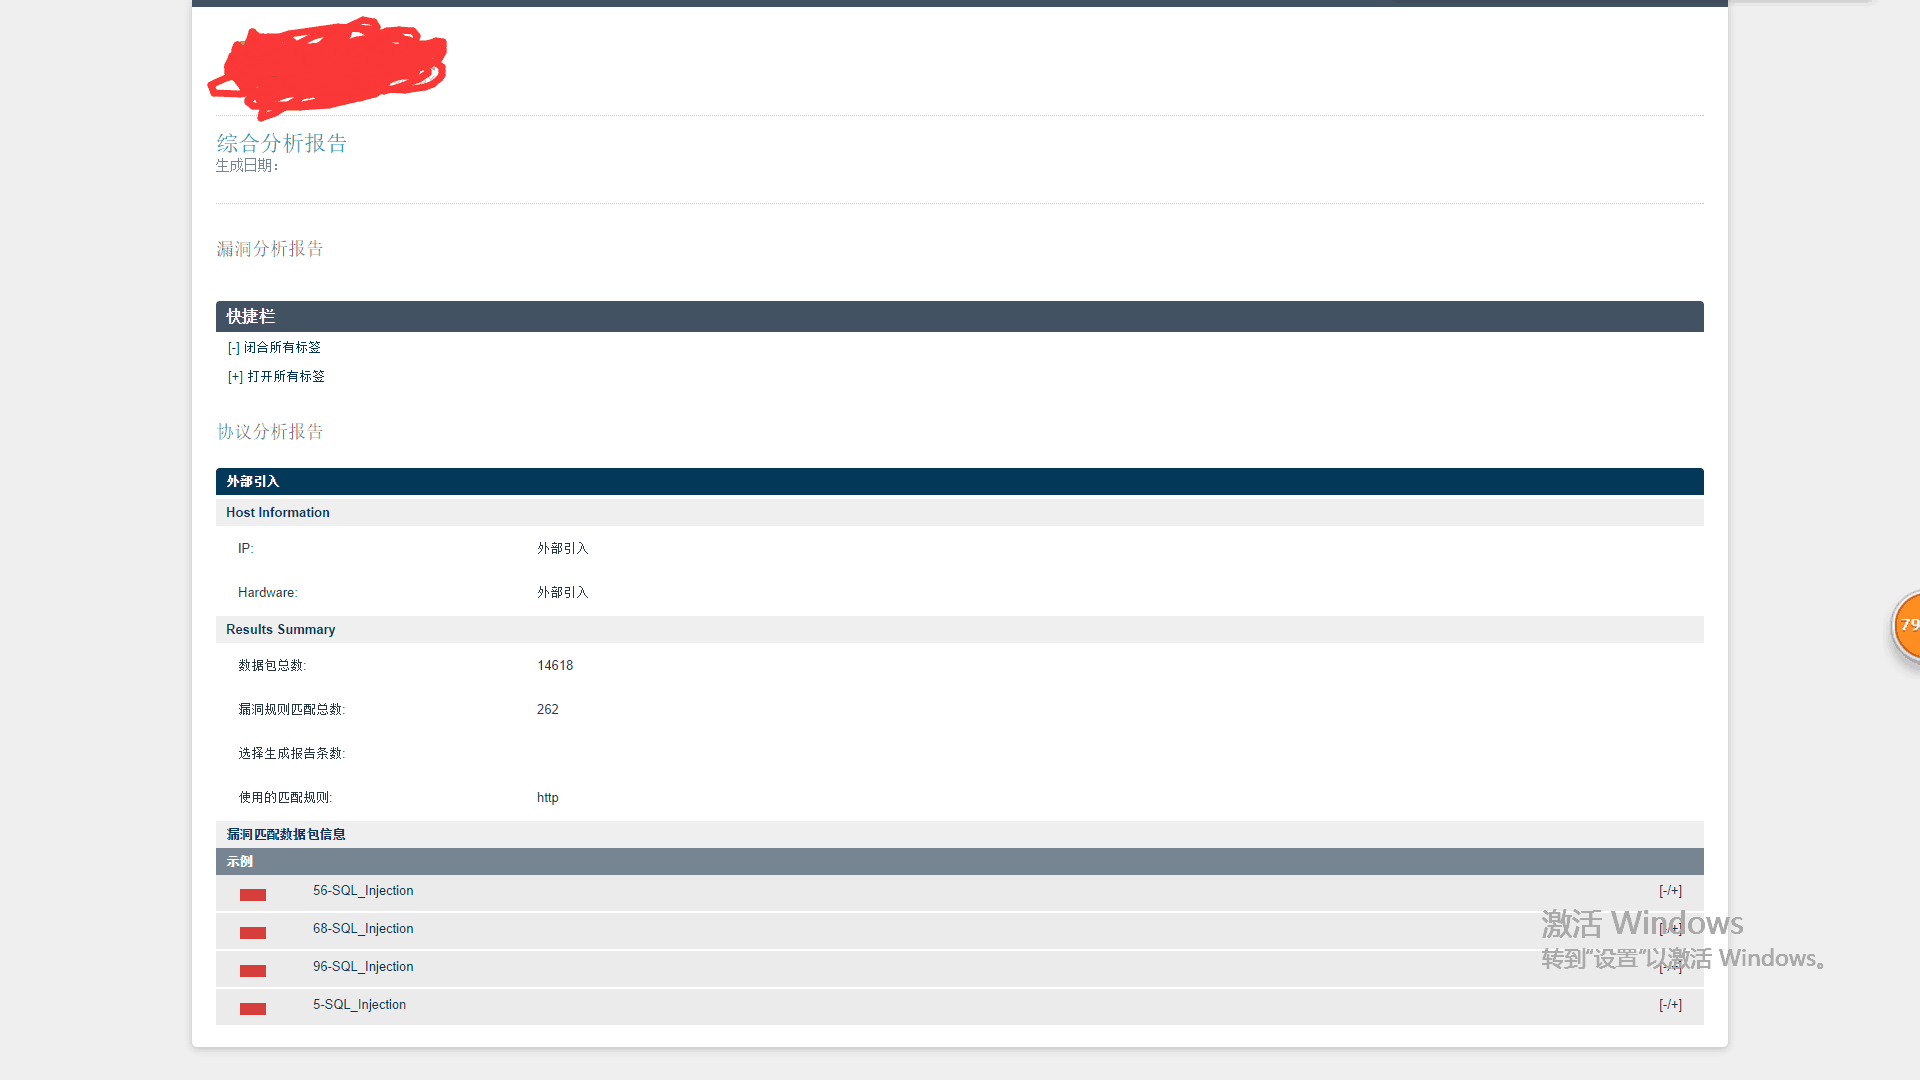 综合分析报告
生成日期：
漏洞分析报告
快捷栏
[-] 闭合所有标签
[+] 打开所有标签
协议分析报告
外部引入
Host Information
IP: 外部引入
Hardware: 外部引入
Results Summary
数据包总数: 14618
漏洞规则匹配总数: 262
选择生成报告条数:
使用的匹配规则: http
漏洞匹配数据包信息
示例
56-SQL_Injection [-/+]
68-SQL_Injection [-/+]
96-SQL_Injection [-/+]
5-SQL_Injection [-/+]
激活 Windows
转到"设置"以激活 Windows。
79